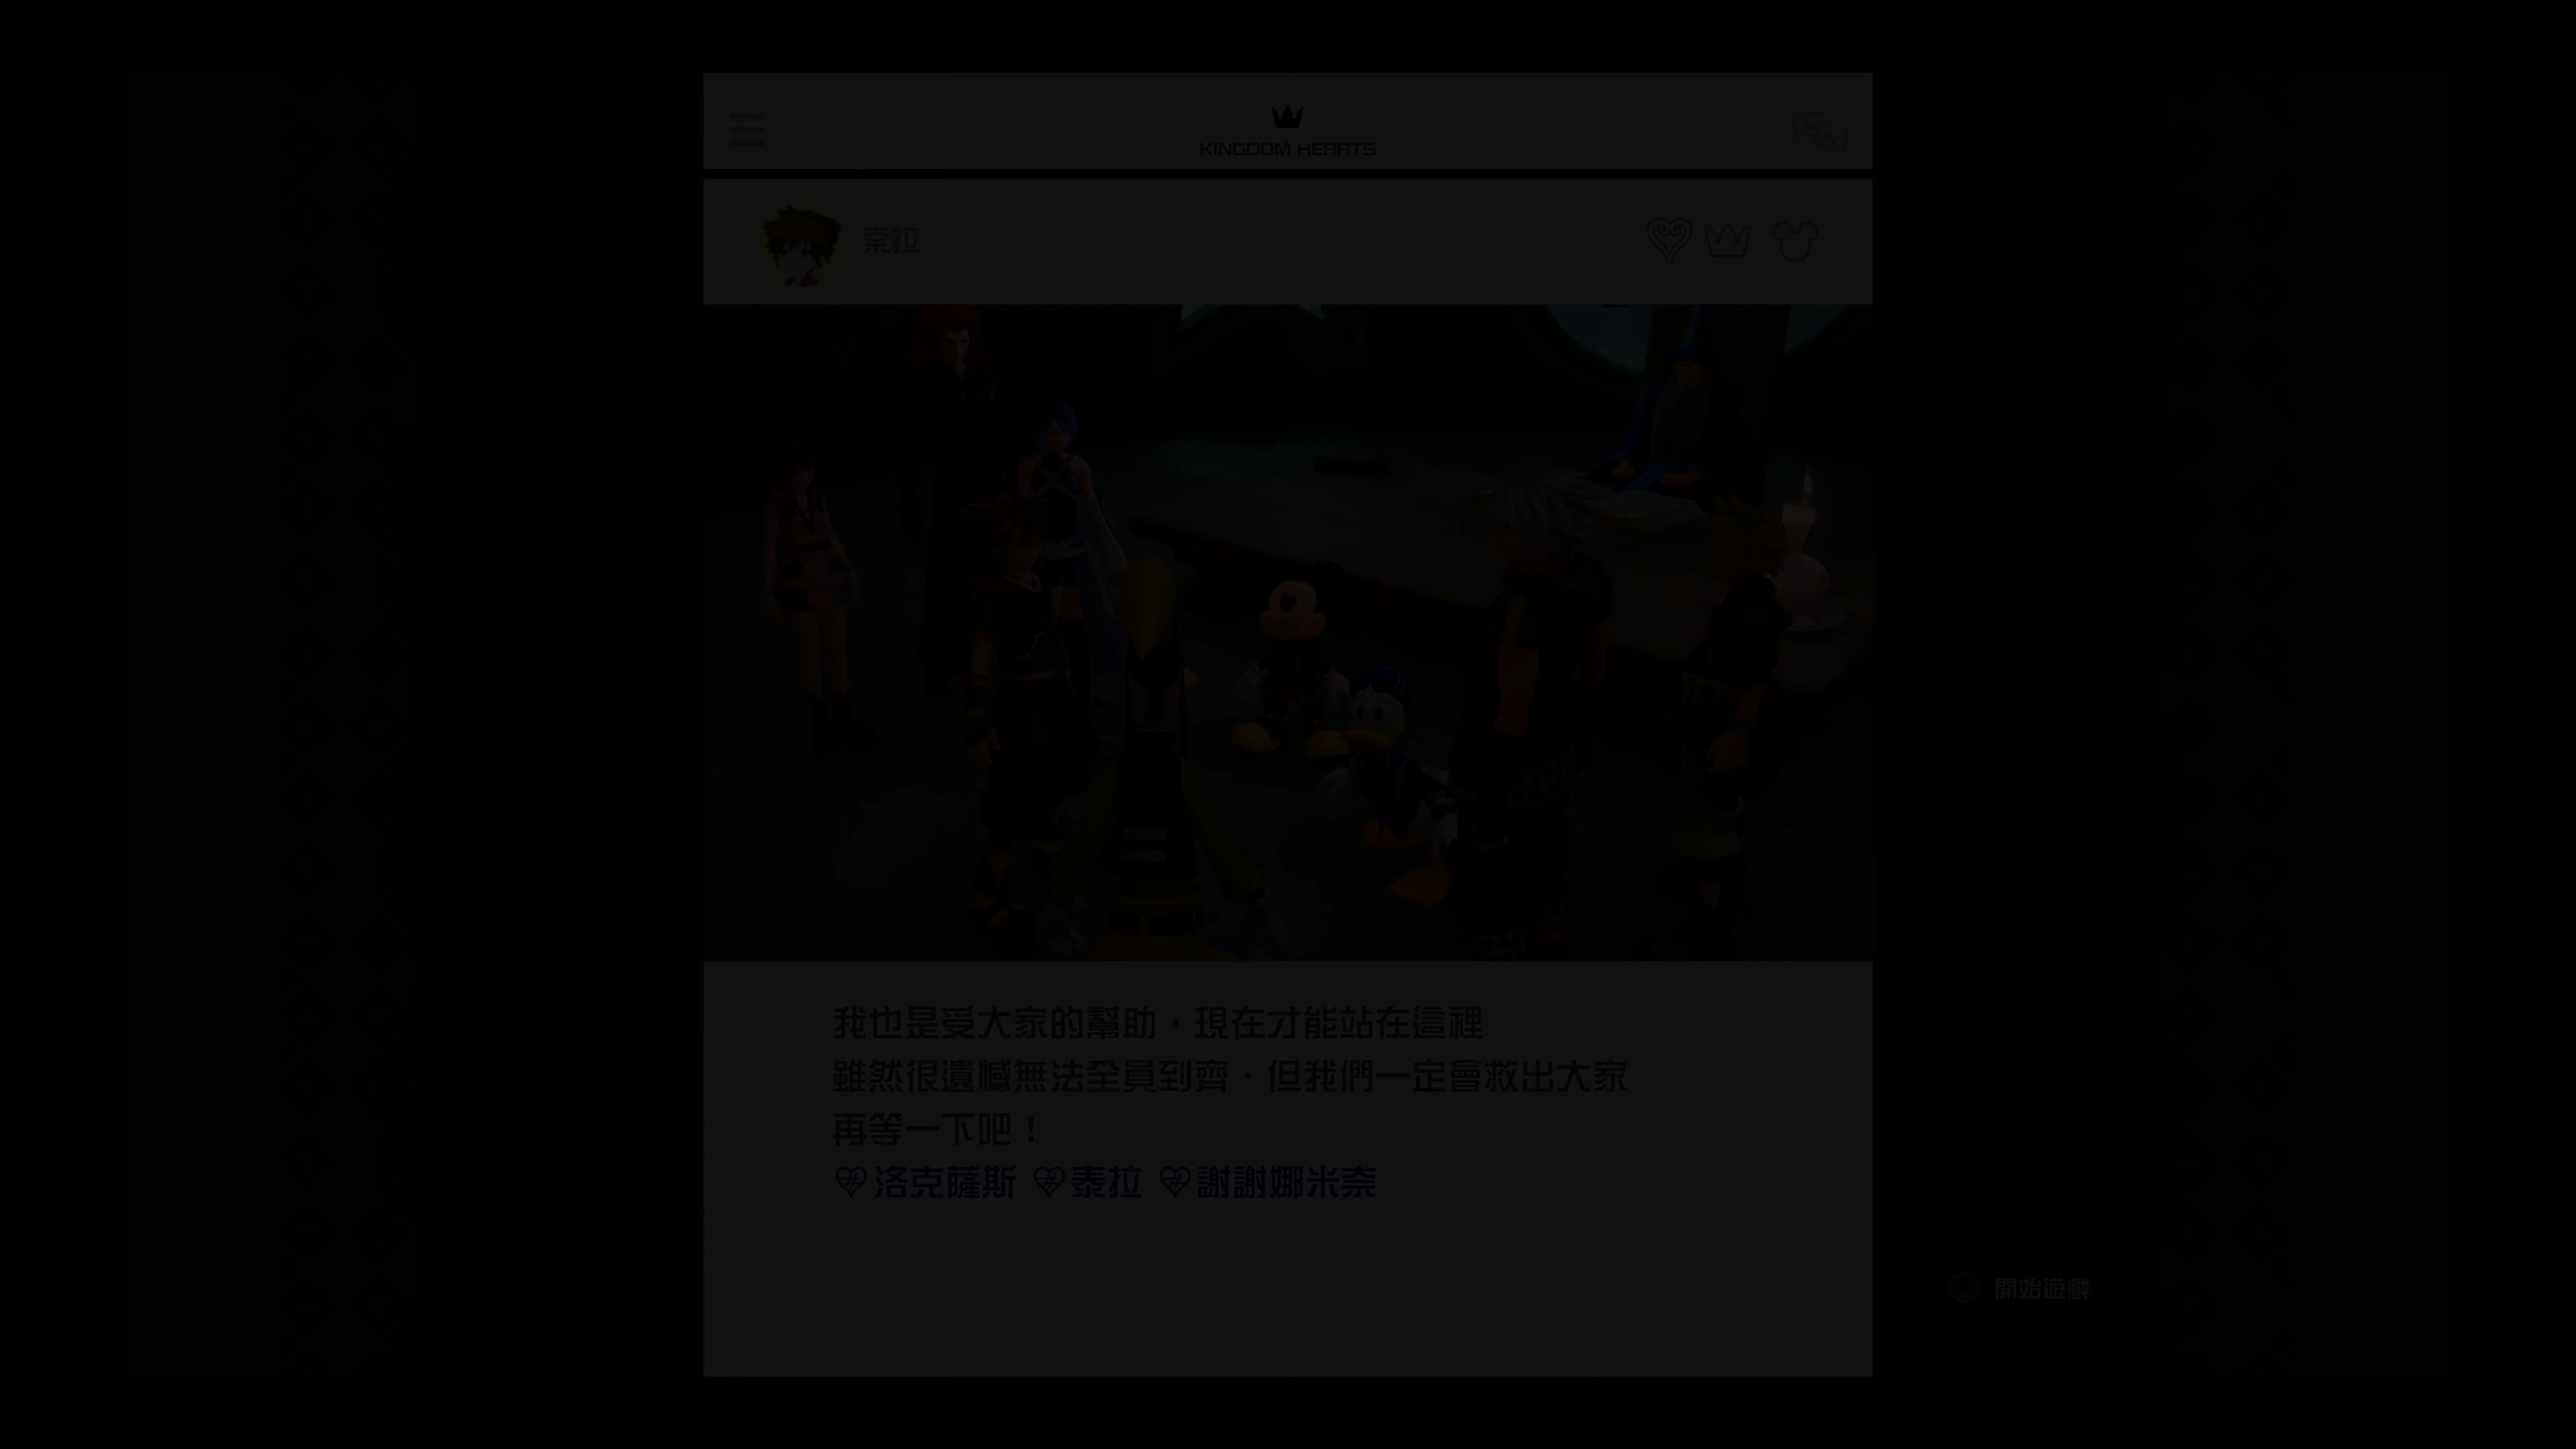 KINGDOM HEARTS
索拉
我也是受大家的幫助，現在才能站在這裡
雖然很遺憾無法全員到齊，但我們一定會救出大家
再等一下吧！
#洛克薩斯 #泰拉 #謝謝娜米奈
開始遊戲